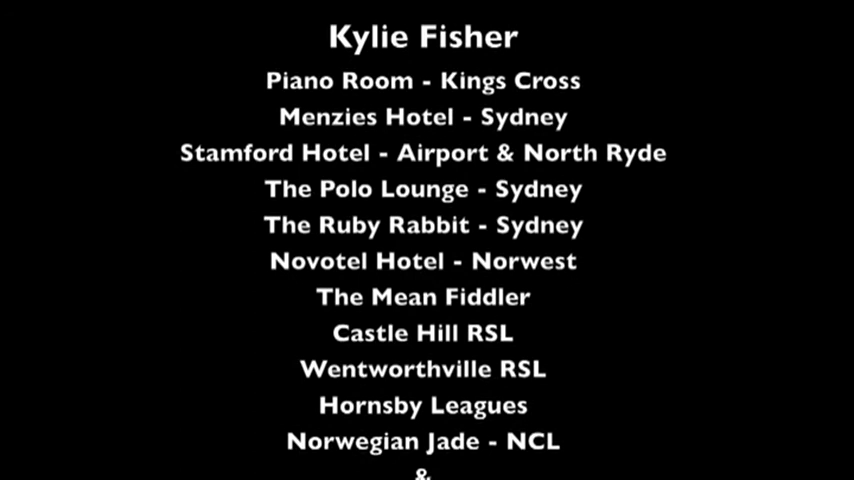 Kylie Fisher
Piano Room - Kings Cross
Menzies Hotel - Sydney
Stamford Hotel - Airport & North Ryde
The Polo Lounge - Sydney
The Ruby Rabbit - Sydney
Novotel Hotel - Norwest
The Mean Fiddler
Castle Hill RSL
Wentworthville RSL
Hornsby Leagues
Norwegian Jade - NCL
&